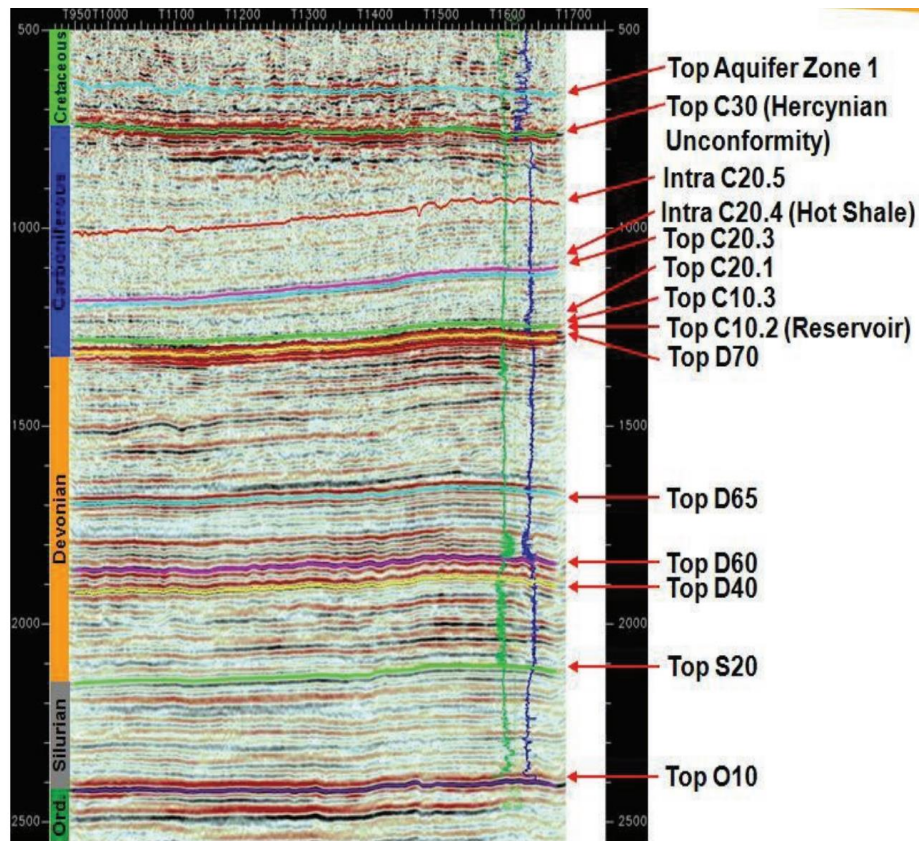 T950T1000 T1100 T1200 T1300 T1400 T1500 T1600 T1700
500
500
1000
1000
1500
1500
2000
2000
2500
2500
Cretaceous
Carboniferous
Devonian
Silurian
Ord.
Top Aquifer Zone 1
Top C30 (Hercynian
Unconformity)
Intra C20.5
Intra C20.4 (Hot Shale)
Top C20.3
Top C20.1
Top C10.3
Top C10.2 (Reservoir)
Top D70
Top D65
Top D60
Top D40
Top S20
Top O10